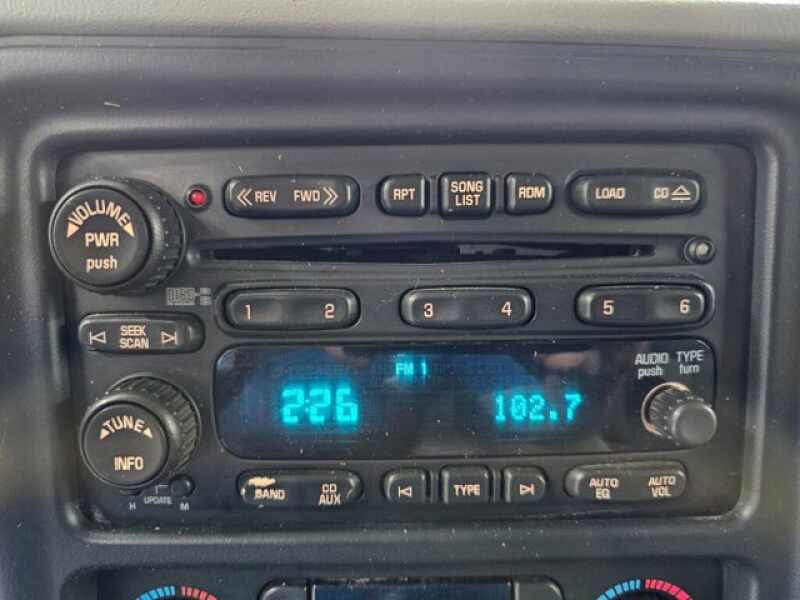 VOLUME
PWR
push
REV FWD
RPT
SONG
LIST
RDM
LOAD CD
DISC
1 2
3 4
5 6
SEEK
SCAN
FM 1
2:26
102.7
AUDIO TYPE
push turn
TUNE
INFO
UPDATE
H M
BAND
CD
AUX
TYPE
AUTO
EQ
AUTO
VOL